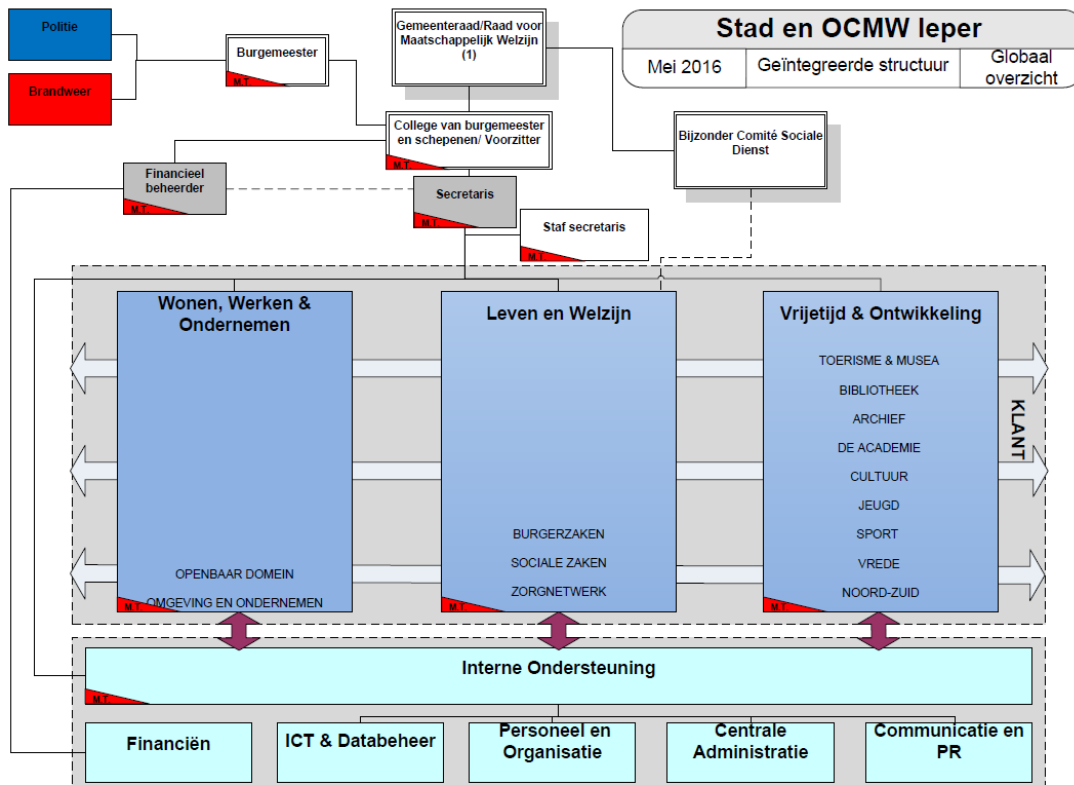 Politie
Brandweer
Burgemeester
M.T.
Gemeenteraad/Raad voor
Maatschappelijk Welzijn
(1)
Stad en OCMW Ieper
Mei 2016
Geïntegreerde structuur
Globaal
overzicht
College van burgemeester
en schepenen/ Voorzitter
M.T.
Bijzonder Comité Sociale
Dienst
Financieel
beheerder
M.T.
Secretaris
M.T.
Staf secretaris
M.T.
Wonen, Werken &
Ondernemen
OPENBAAR DOMEIN
OMGEVING EN ONDERNEMEN
M.T.
Leven en Welzijn
BURGERZAKEN
SOCIALE ZAKEN
ZORGNETWERK
M.T.
Vrijetijd & Ontwikkeling
TOERISME & MUSEA
BIBLIOTHEEK
ARCHIEF
DE ACADEMIE
CULTUUR
JEUGD
SPORT
VREDE
NOORD-ZUID
M.T.
KLANT
Interne Ondersteuning
M.T.
Financiën
ICT & Databeheer
Personeel en
Organisatie
Centrale
Administratie
Communicatie en
PR